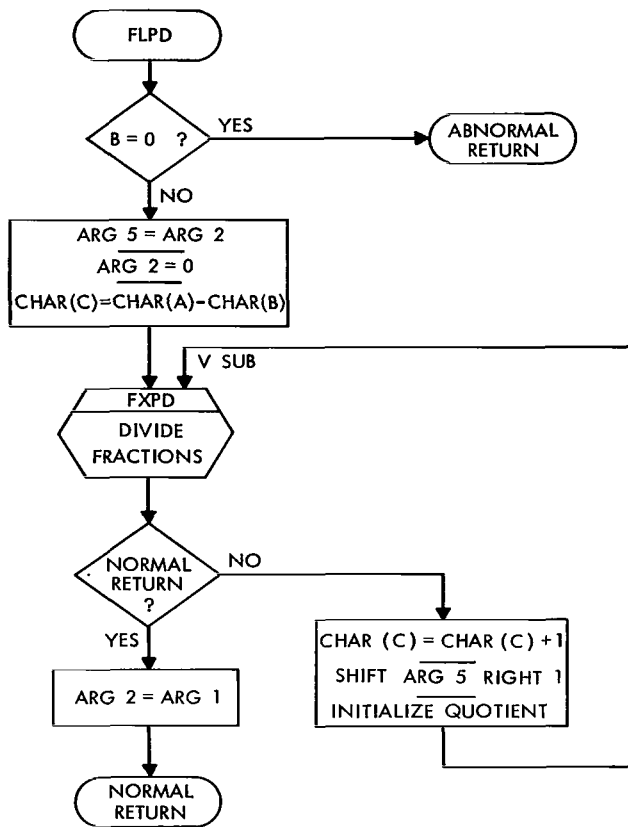 FLPD
B = 0 ?
YES
ABNORMAL
RETURN
NO
ARG 5 = ARG 2
ARG 2 = 0
CHAR(C)=CHAR(A)-CHAR(B)
V SUB
FXPD
DIVIDE
FRACTIONS
NORMAL
RETURN
?
NO
YES
CHAR (C) = CHAR (C) +1
SHIFT ARG 5 RIGHT 1
INITIALIZE QUOTIENT
ARG 2 = ARG 1
NORMAL
RETURN